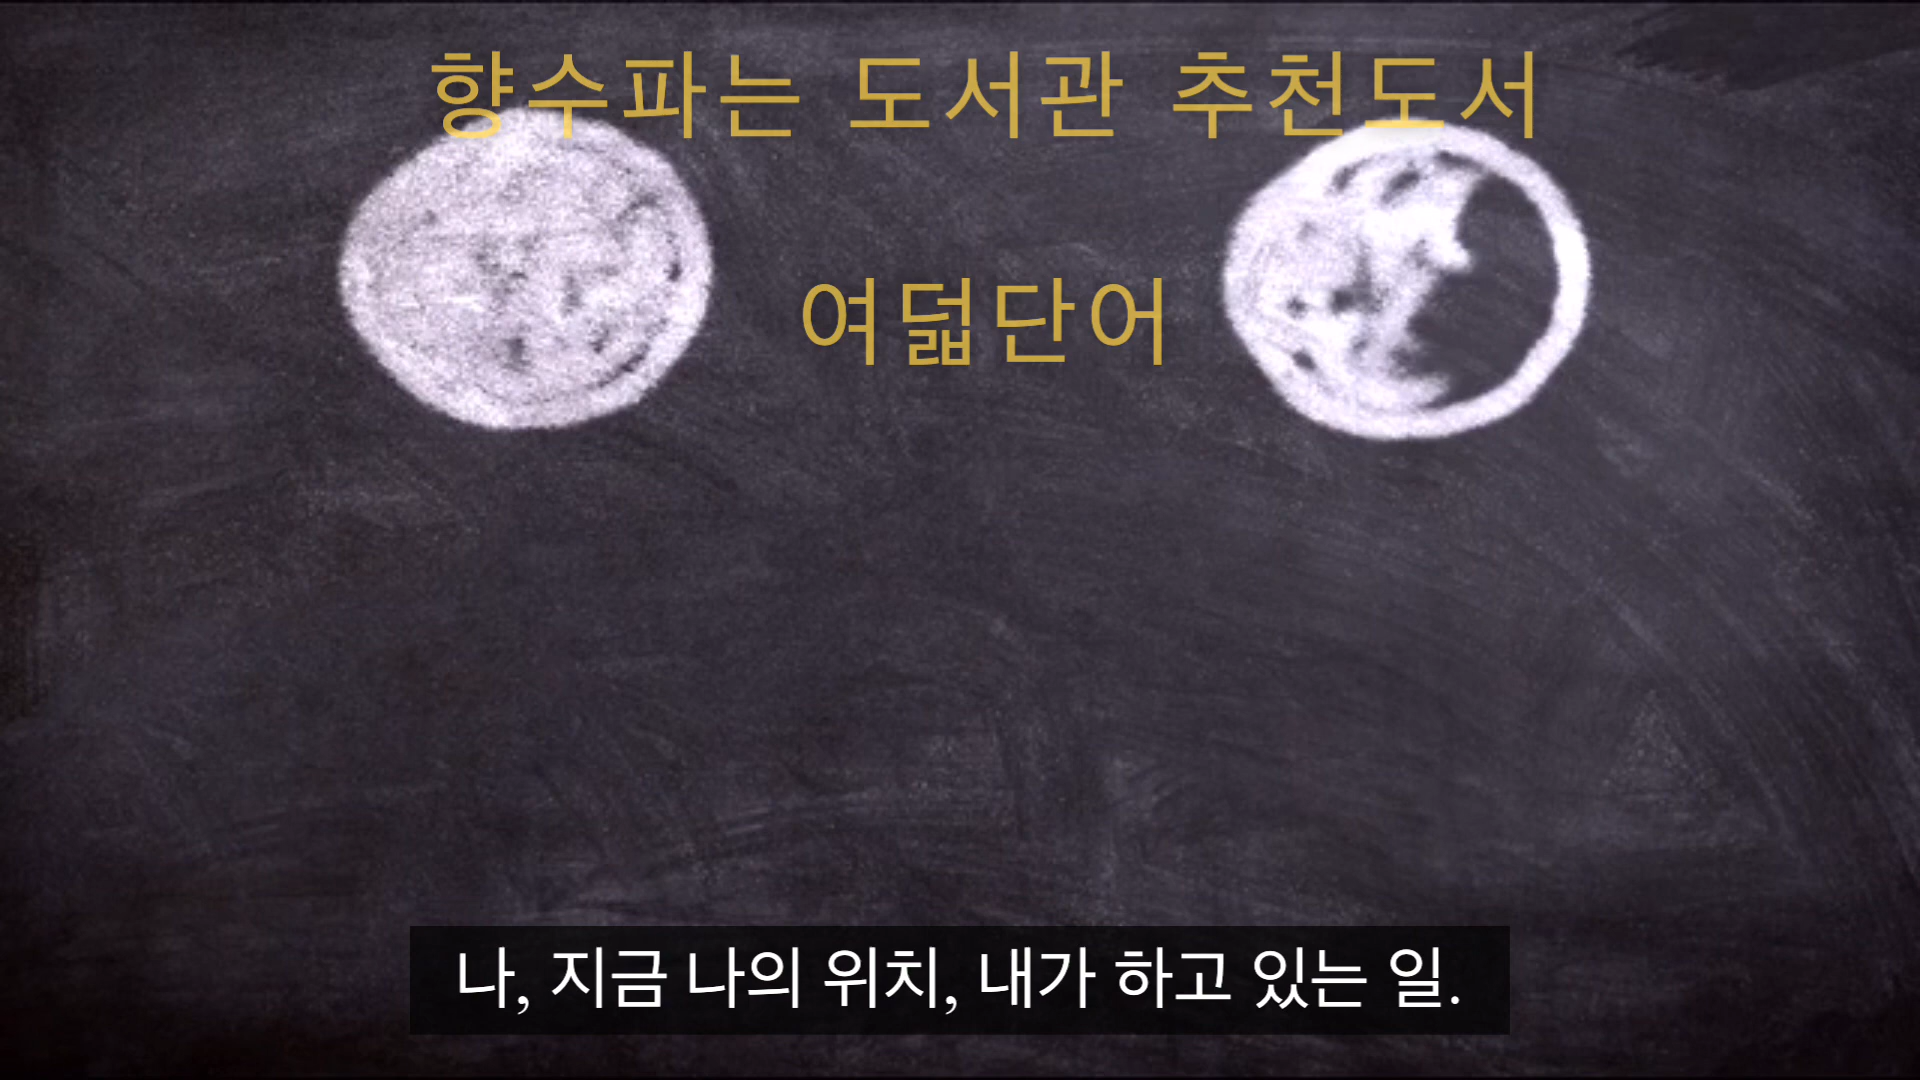 향수파는 도서관 추천도서
여덟단어
나, 지금 나의 위치, 내가 하고 있는 일.